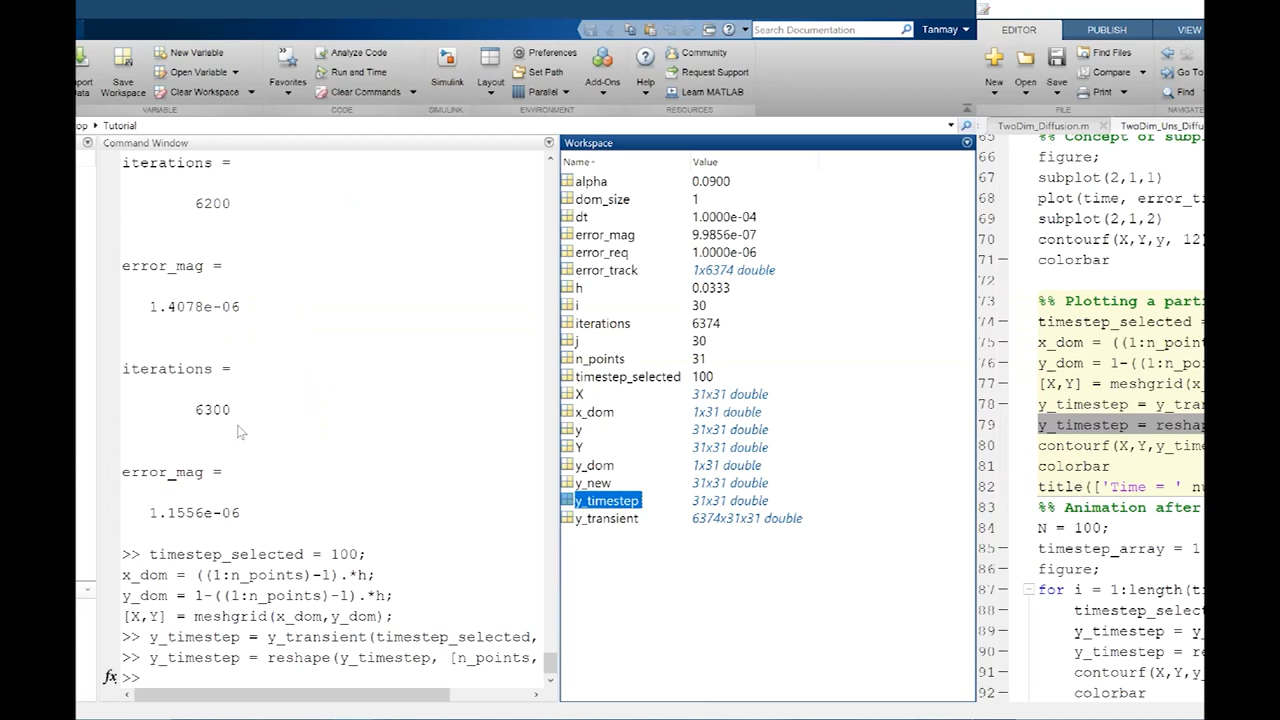 Search Documentation
Tanmay
EDITOR
PUBLISH
VIEW
Save
Workspace
New Variable
Open Variable
Clear Workspace
VARIABLE
Favorites
Analyze Code
Run and Time
Clear Commands
CODE
Simulink
SIMULINK
Layout
Preferences
Set Path
Parallel
ENVIRONMENT
Add-Ons
Help
Community
Request Support
Learn MATLAB
RESOURCES
New
Open
Save
Find Files
Compare
Print
FILE
Go To
Find
NAVIGATE
Tutorial
TwoDim_Diffusion.m
TwoDim_Uns_Diffu
Command Window
iterations =
6200
error_mag =
1.4078e-06
iterations =
6300
error_mag =
1.1556e-06
>> timestep_selected = 100;
x_dom = ((1:n_points)-1).*h;
y_dom = 1-((1:n_points)-1).*h;
[X,Y] = meshgrid(x_dom,y_dom);
>> y_timestep = y_transient(timestep_selected,
>> y_timestep = reshape(y_timestep, [n_points,
fx >>
Workspace
Name Value
alpha 0.0900
dom_size 1
dt 1.0000e-04
error_mag 9.9856e-07
error_req 1.0000e-06
error_track 1x6374 double
h 0.0333
i 30
iterations 6374
j 30
n_points 31
timestep_selected 100
X 31x31 double
x_dom 1x31 double
y 31x31 double
Y 31x31 double
y_dom 1x31 double
y_new 31x31 double
y_timestep 31x31 double
y_transient 6374x31x31 double
65 %% Concept of subpl
66 figure;
67 subplot(2,1,1)
68 plot(time, error_tr
69 subplot(2,1,2)
70 contourf(X,Y,y, 12)
71 colorbar
72
73 %% Plotting a parti
74 timestep_selected =
75 x_dom = ((1:n_point
76 y_dom = 1-((1:n_poi
77 [X,Y] = meshgrid(x_
78 y_timestep = y_tran
79 y_timestep = reshap
80 contourf(X,Y,y_time
81 colorbar
82 title(['Time = ' nu
83 %% Animation after
84 N = 100;
85 timestep_array = 1
86 figure;
87 for i = 1:length(ti
88 timestep_select
89 y_timestep = y_
90 y_timestep = re
91 contourf(X,Y,y_
92 colorbar